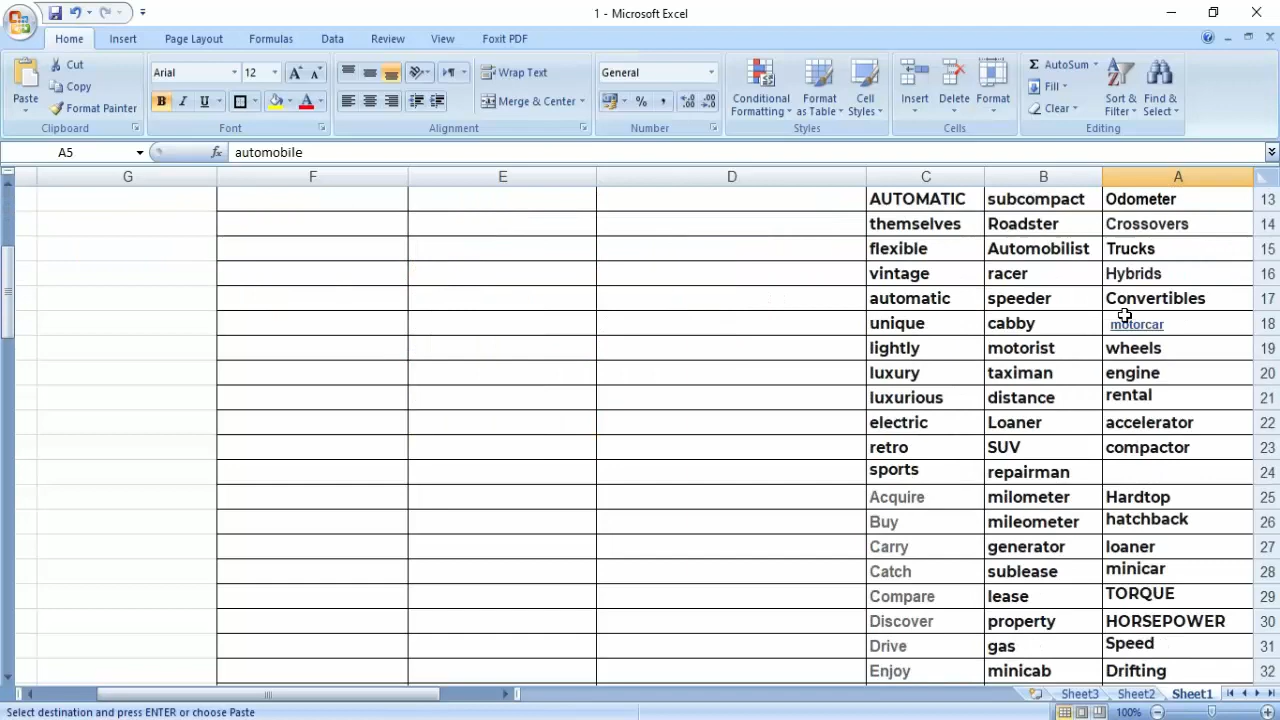 1 - Microsoft Excel
Home Insert Page Layout Formulas Data Review View Foxit PDF
Paste Cut Copy Format Painter Clipboard
Arial 12 A A B I U A Font
Wrap Text Merge & Center Alignment
General % , Number
Conditional Formatting Format as Table Cell Styles Styles
Insert Delete Format Cells
Σ AutoSum Fill Clear Sort & Filter Find & Select Editing
A5 fx automobile
G F E D C B A
AUTOMATIC subcompact Odometer 13
themselves Roadster Crossovers 14
flexible Automobilist Trucks 15
vintage racer Hybrids 16
automatic speeder Convertibles 17
unique cabby motorcar 18
lightly motorist wheels 19
luxury taximan engine 20
luxurious distance rental 21
electric Loaner accelerator 22
retro SUV compactor 23
sports repairman 24
Acquire milometer Hardtop 25
Buy mileometer hatchback 26
Carry generator loaner 27
Catch sublease minicar 28
Compare lease TORQUE 29
Discover property HORSEPOWER 30
Drive gas Speed 31
Enjoy minicab Drifting 32
Sheet3 Sheet2 Sheet1
Select destination and press ENTER or choose Paste 100%